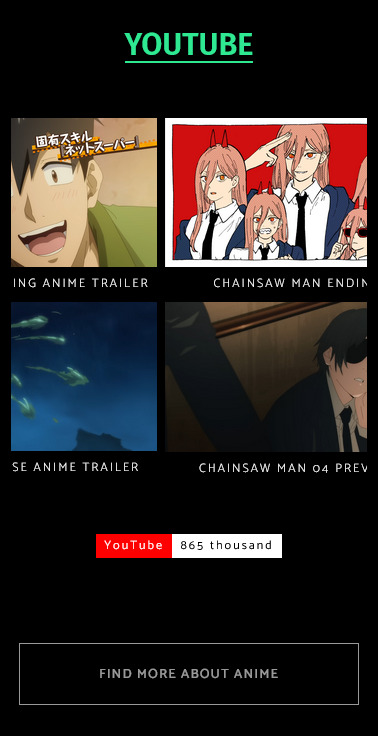 YOUTUBE
固有スキル
ネットスーパー!
ING ANIME TRAILER
CHAINSAW MAN ENDIN
SE ANIME TRAILER
CHAINSAW MAN 04 PREV
YouTube 865 thousand
FIND MORE ABOUT ANIME